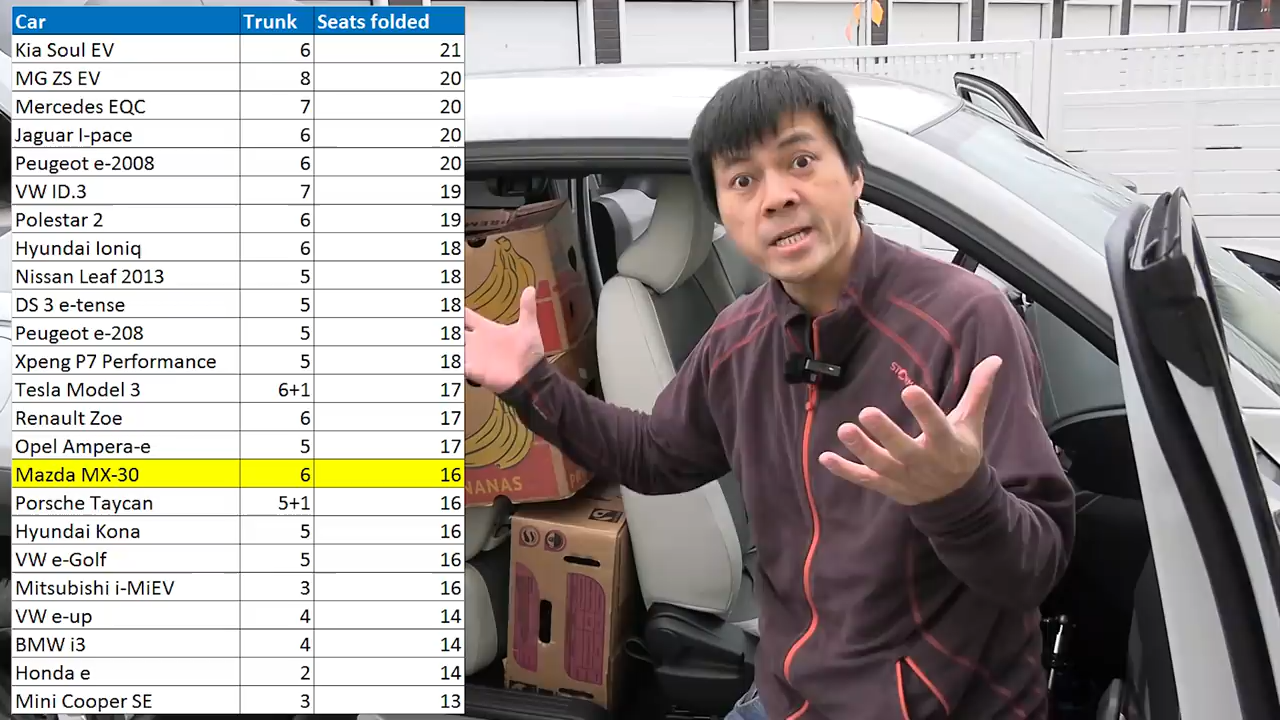 Car Trunk Seats folded
Kia Soul EV 6 21
MG ZS EV 8 20
Mercedes EQC 7 20
Jaguar I-pace 6 20
Peugeot e-2008 6 20
VW ID.3 7 19
Polestar 2 6 19
Hyundai Ioniq 6 18
Nissan Leaf 2013 5 18
DS 3 e-tense 5 18
Peugeot e-208 5 18
Xpeng P7 Performance 5 18
Tesla Model 3 6+1 17
Renault Zoe 6 17
Opel Ampera-e 5 17
Mazda MX-30 6 16
Porsche Taycan 5+1 16
Hyundai Kona 5 16
VW e-Golf 5 16
Mitsubishi i-MiEV 3 16
VW e-up 4 14
BMW i3 4 14
Honda e 2 14
Mini Cooper SE 3 13